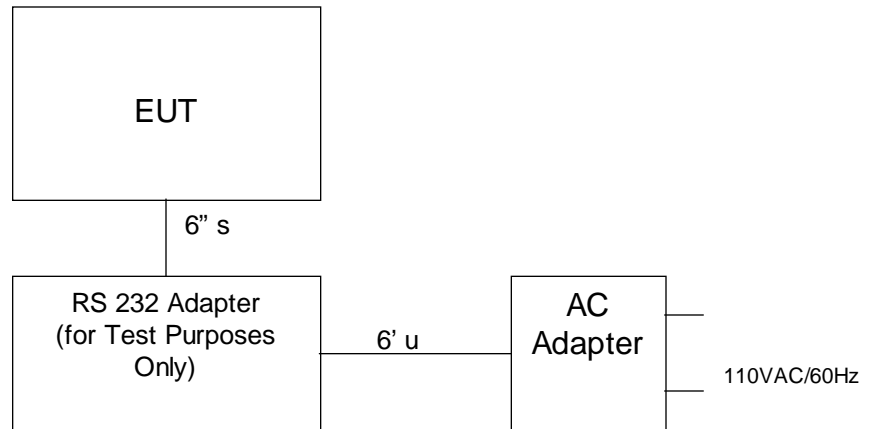 EUT
6” s
RS 232 Adapter
(for Test Purposes
Only)
6’ u
AC
Adapter
110VAC/60Hz